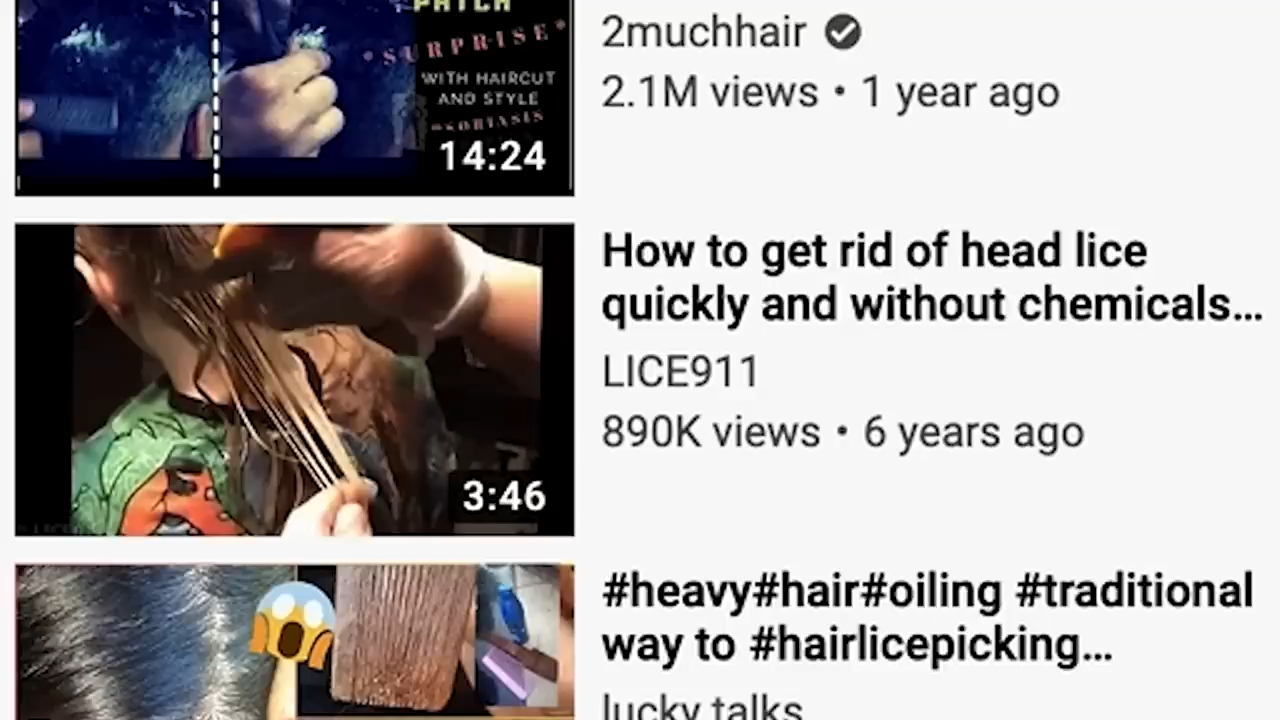 PATCH
*SURPRISE*
WITH HAIRCUT
AND STYLE
PSORIASIS
14:24
2muchhair
2.1M views • 1 year ago
3:46
How to get rid of head lice
quickly and without chemicals...
LICE911
890K views • 6 years ago
#heavy#hair#oiling #traditional
way to #hairlicepicking...
lucky talks